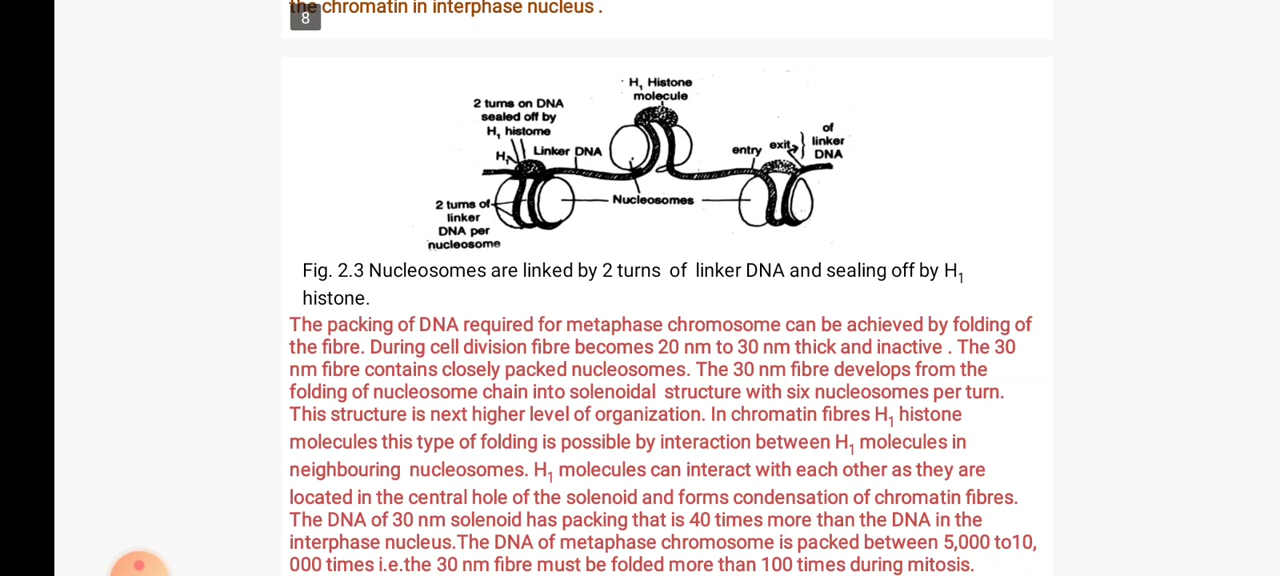 the chromatin in interphase nucleus .
8
H₁ Histone
molecule
2 turns on DNA
sealed off by
H₁ histome
H₁
Linker DNA
entry
exit
of
linker
DNA
2 turns of
linker
DNA per
nucleosome
Nucleosomes
Fig. 2.3 Nucleosomes are linked by 2 turns of linker DNA and sealing off by H₁
histone.
The packing of DNA required for metaphase chromosome can be achieved by folding of
the fibre. During cell division fibre becomes 20 nm to 30 nm thick and inactive . The 30
nm fibre contains closely packed nucleosomes. The 30 nm fibre develops from the
folding of nucleosome chain into solenoidal structure with six nucleosomes per turn.
This structure is next higher level of organization. In chromatin fibres H₁ histone
molecules this type of folding is possible by interaction between H₁ molecules in
neighbouring nucleosomes. H₁ molecules can interact with each other as they are
located in the central hole of the solenoid and forms condensation of chromatin fibres.
The DNA of 30 nm solenoid has packing that is 40 times more than the DNA in the
interphase nucleus.The DNA of metaphase chromosome is packed between 5,000 to10,
000 times i.e.the 30 nm fibre must be folded more than 100 times during mitosis.